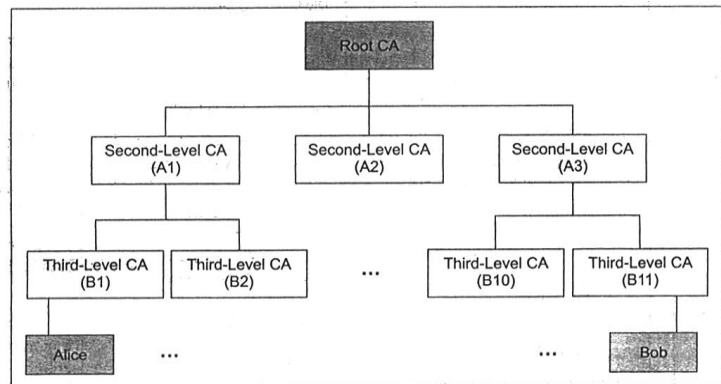 Root CA
Second-Level CA
(A1)
Second-Level CA
(A2)
Second-Level CA
(A3)
Third-Level CA
(B1)
Third-Level CA
(B2)
...
Third-Level CA
(B10)
Third-Level CA
(B11)
Alice
...
...
Bob